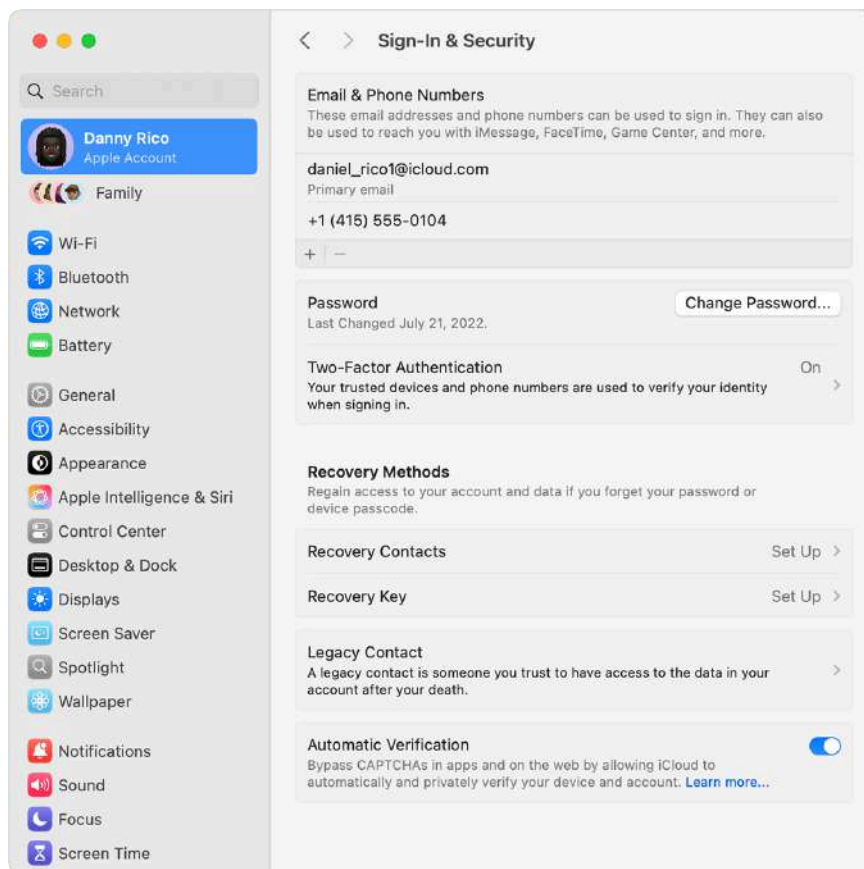 Search
Danny Rico
Apple Account
Family
Wi-Fi
Bluetooth
Network
Battery
General
Accessibility
Appearance
Apple Intelligence & Siri
Control Center
Desktop & Dock
Displays
Screen Saver
Spotlight
Wallpaper
Notifications
Sound
Focus
Screen Time
Sign-In & Security
Email & Phone Numbers
These email addresses and phone numbers can be used to sign in. They can also
be used to reach you with iMessage, FaceTime, Game Center, and more.
daniel_rico1@icloud.com
Primary email
+1 (415) 555-0104
Password
Change Password...
Last Changed July 21, 2022.
Two-Factor Authentication
On
Your trusted devices and phone numbers are used to verify your identity
when signing in.
Recovery Methods
Regain access to your account and data if you forget your password or
device passcode.
Recovery Contacts
Set Up
Recovery Key
Set Up
Legacy Contact
A legacy contact is someone you trust to have access to the data in your
account after your death.
Automatic Verification
Bypass CAPTCHAs in apps and on the web by allowing iCloud to
automatically and privately verify your device and account. Learn more...